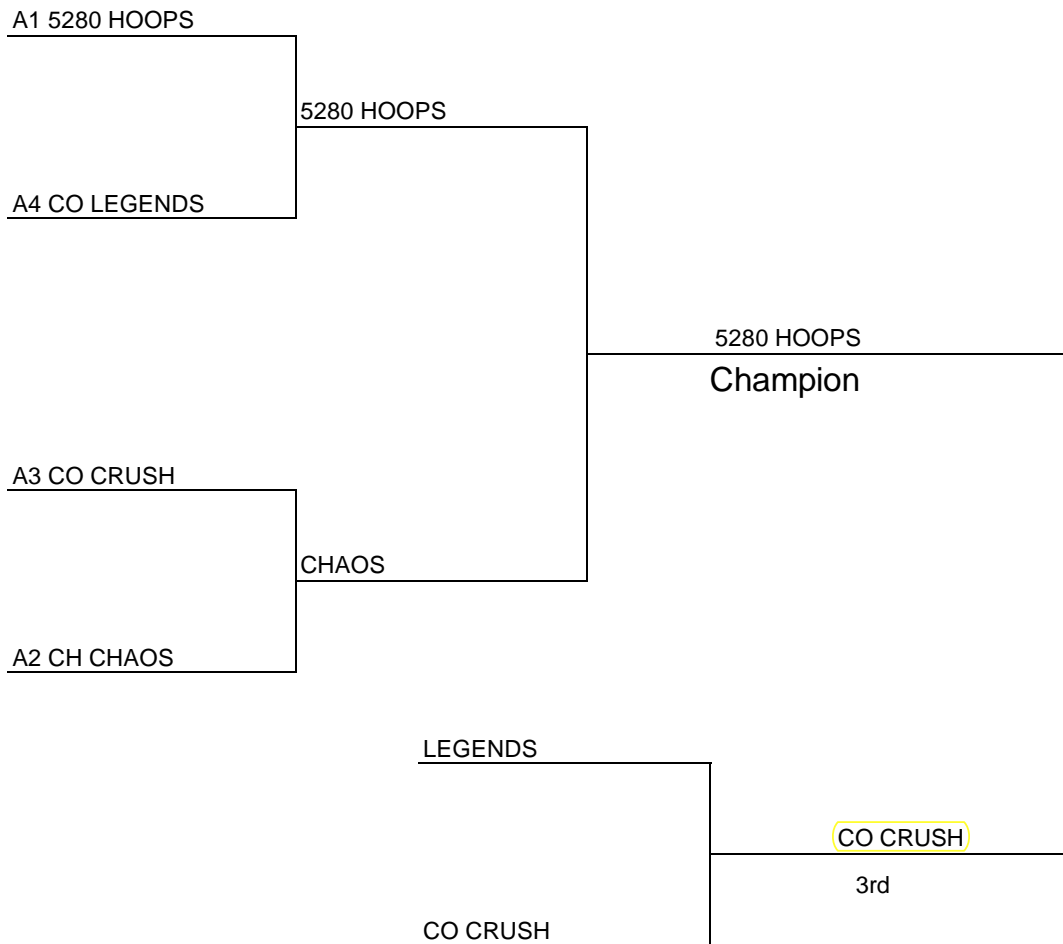 A1 5280 HOOPS
5280 HOOPS
A4 CO LEGENDS
5280 HOOPS
Champion
A3 CO CRUSH
CHAOS
A2 CH CHAOS
LEGENDS
CO CRUSH
3rd
CO CRUSH